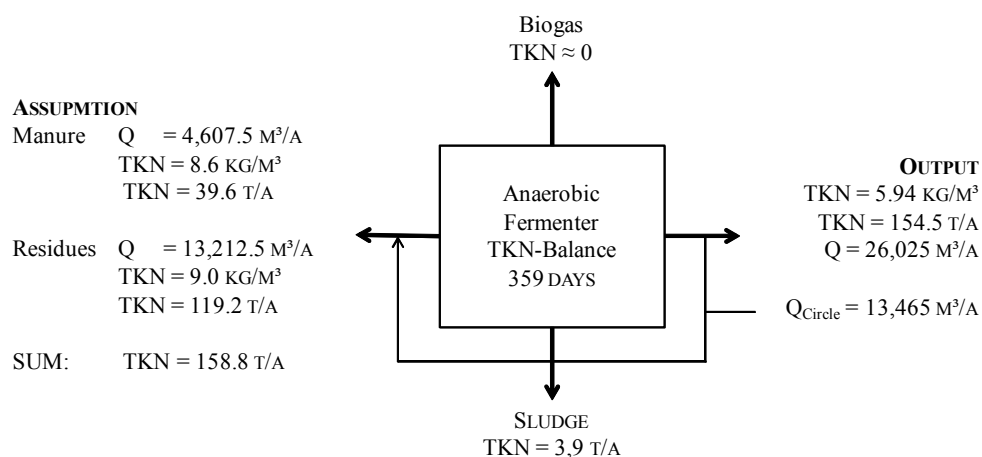 Biogas
TKN ≈ 0
ASSUPMTION
Manure Q = 4,607.5 M³/A
TKN = 8.6 KG/M³
TKN = 39.6 T/A
Residues Q = 13,212.5 M³/A
TKN = 9.0 KG/M³
TKN = 119.2 T/A
SUM: TKN = 158.8 T/A
Anaerobic
Fermenter
TKN-Balance
359 DAYS
OUTPUT
TKN = 5.94 KG/M³
TKN = 154.5 T/A
Q = 26,025 M³/A
QCircle = 13,465 M³/A
SLUDGE
TKN = 3,9 T/A